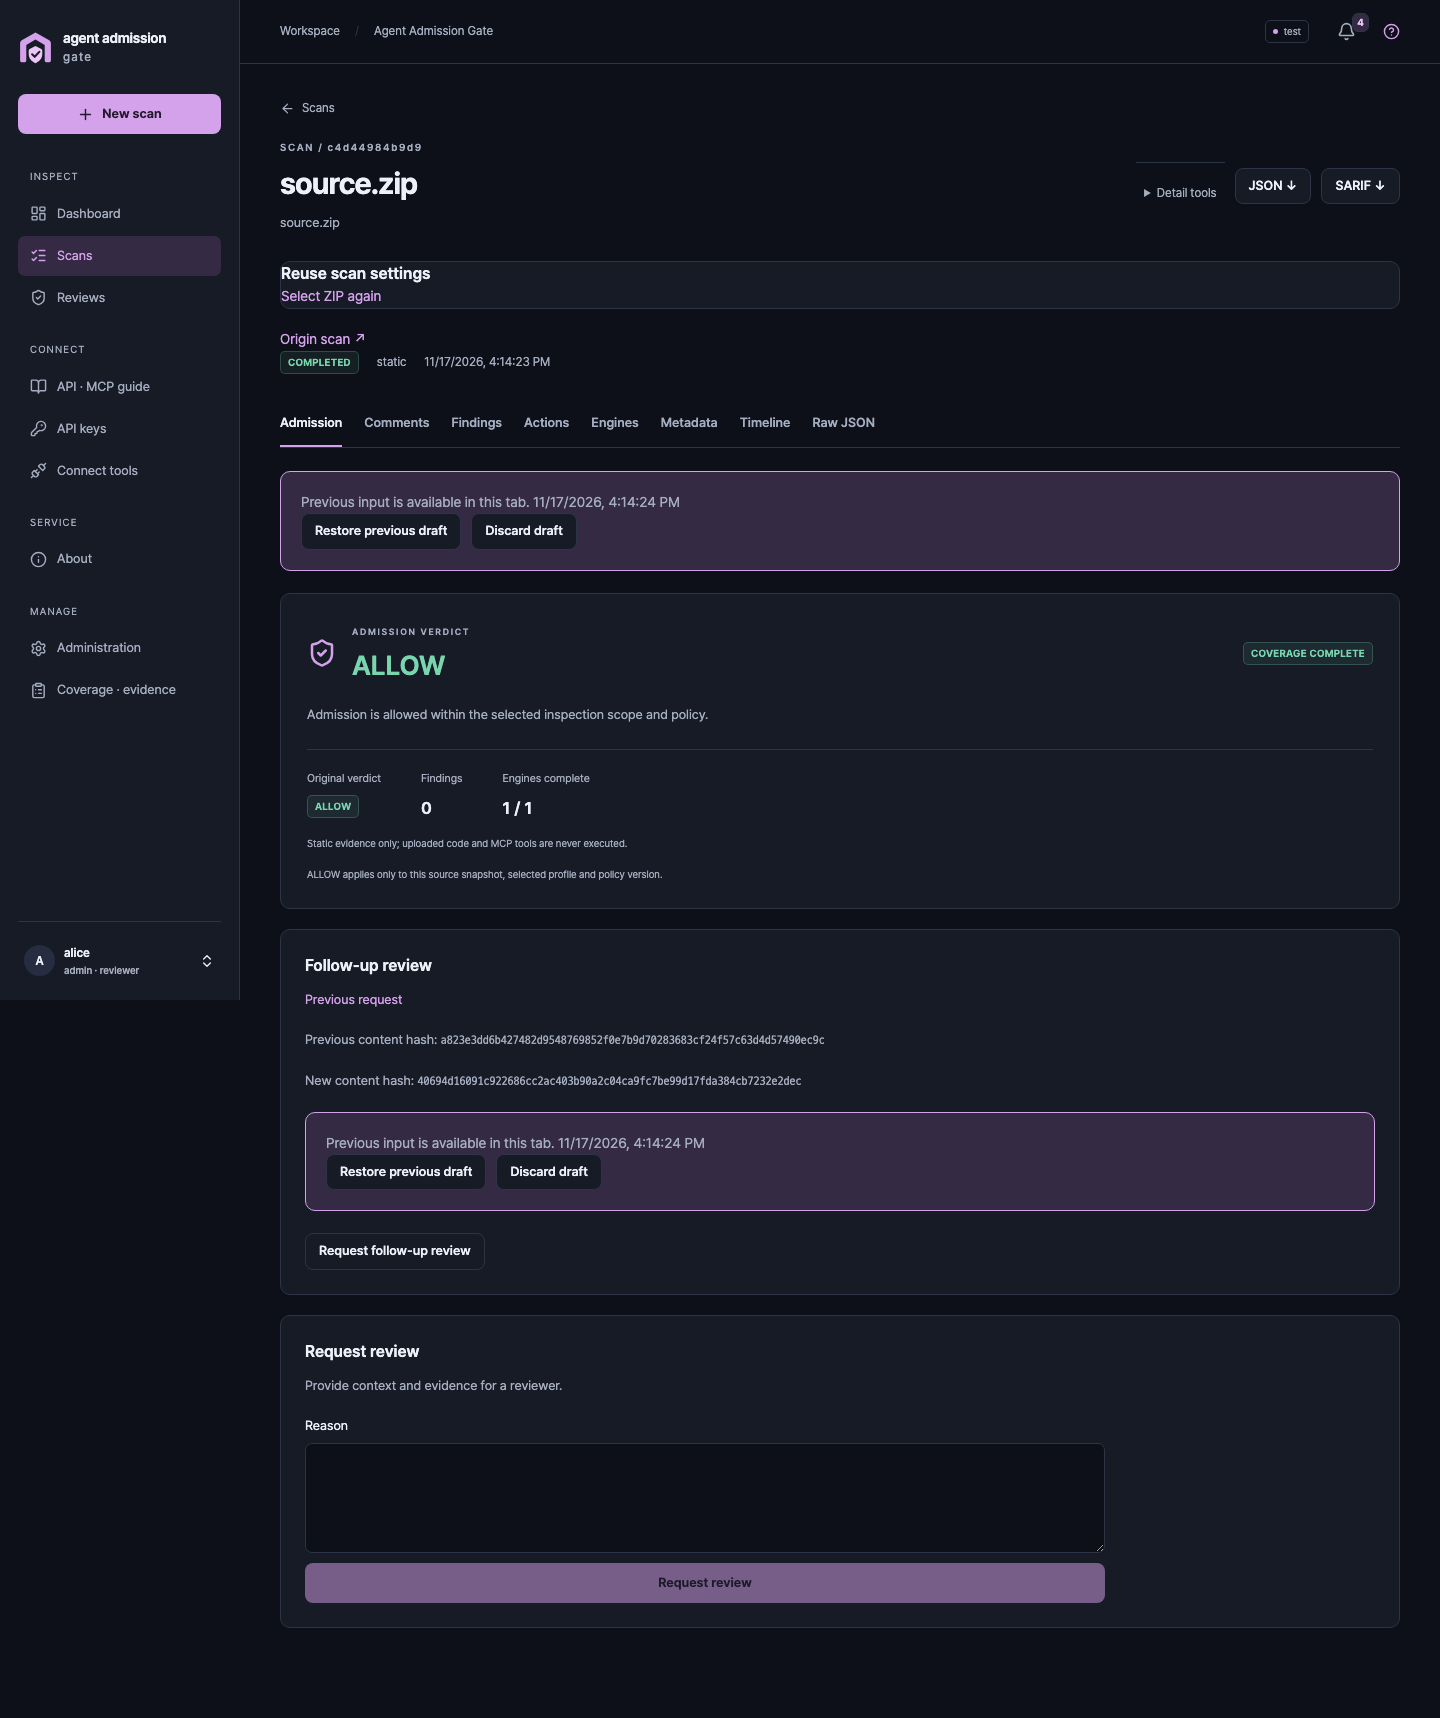 agent admission
gate
New scan
INSPECT
Dashboard
Scans
Reviews
CONNECT
API · MCP guide
API keys
Connect tools
SERVICE
About
MANAGE
Administration
Coverage · evidence
A
alice
admin · reviewer
Workspace / Agent Admission Gate
test
4
Scans
SCAN / c4d44984b9d9
source.zip
source.zip
Detail tools
JSON ↓
SARIF ↓
Reuse scan settings
Select ZIP again
Origin scan ↗
COMPLETED static 11/17/2026, 4:14:23 PM
Admission Comments Findings Actions Engines Metadata Timeline Raw JSON
Previous input is available in this tab. 11/17/2026, 4:14:24 PM
Restore previous draft Discard draft
ADMISSION VERDICT
ALLOW
COVERAGE COMPLETE
Admission is allowed within the selected inspection scope and policy.
Original verdict Findings Engines complete
ALLOW 0 1 / 1
Static evidence only; uploaded code and MCP tools are never executed.
ALLOW applies only to this source snapshot, selected profile and policy version.
Follow-up review
Previous request
Previous content hash: a823e3dd6b427482d9548769852f0e7b9d70283683cf24f57c63d4d57490ec9c
New content hash: 40694d16091c922686cc2ac403b90a2c04ca9fc7be99d17fda384cb7232e2dec
Previous input is available in this tab. 11/17/2026, 4:14:24 PM
Restore previous draft Discard draft
Request follow-up review
Request review
Provide context and evidence for a reviewer.
Reason
Request review